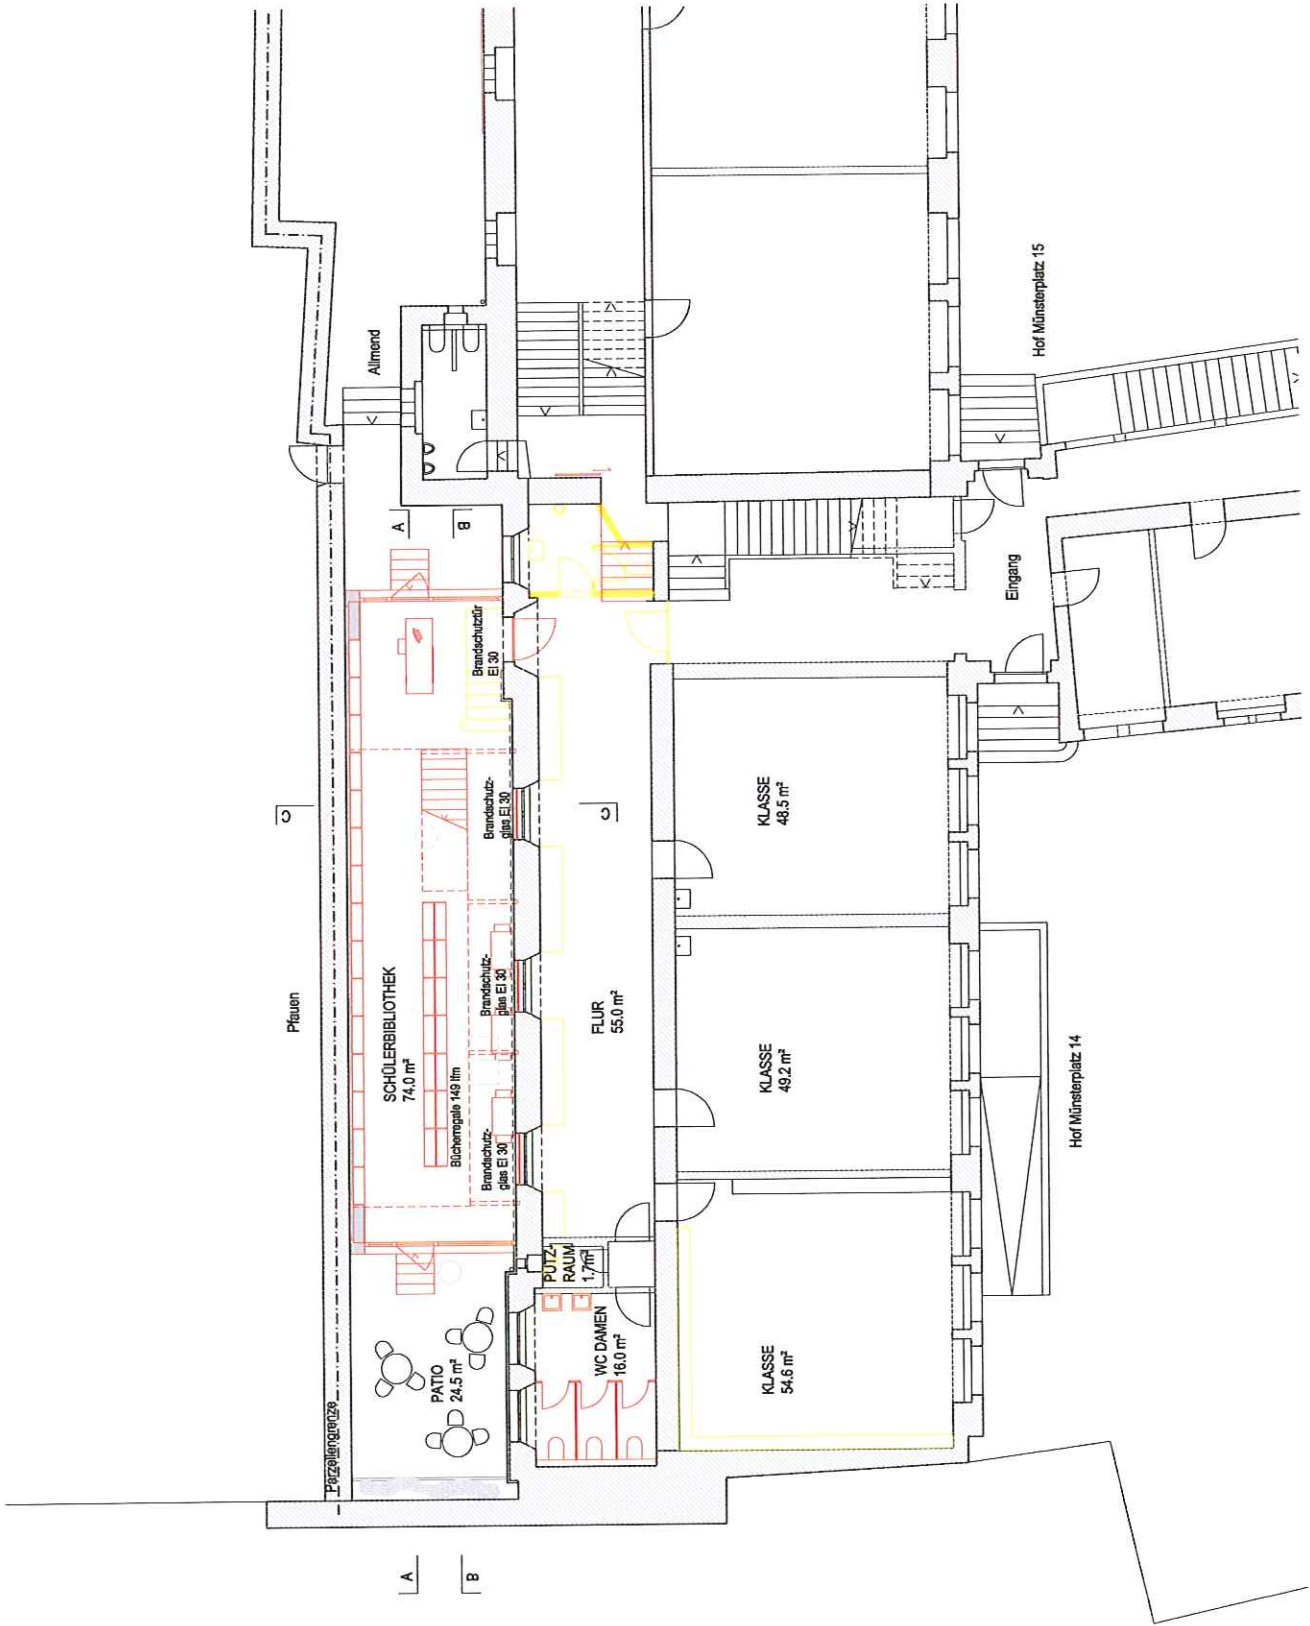 Parzellengrenze
Pfauen
Allmend
A
B
PATIO
24.5 m²
SCHÜLERBIBLIOTHEK
74.0 m²
Bücherregale 149 lfm
Brandschutz-
glas EI 30
Brandschutz-
glas EI 30
Brandschutz-
glas EI 30
Brandschutztür
EI 30
A
B
C
C
WC DAMEN
16.0 m²
PUTZ-
RAUM
1.7m²
FLUR
55.0 m²
KLASSE
54.6 m²
KLASSE
49.2 m²
KLASSE
48.5 m²
Eingang
Hof Münsterplatz 14
Hof Münsterplatz 15